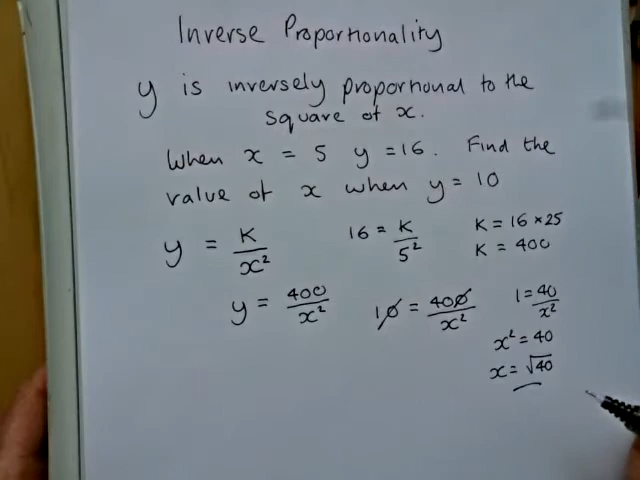 Inverse Proportionality
y is inversely proportional to the
square of x.
When x = 5 y = 16. Find the
value of x when y = 10
y = K/x² 16 = K/5² K = 16 × 25
K = 400
y = 400/x² 10 = 400/x² 1 = 40/x²
x² = 40
x = √40